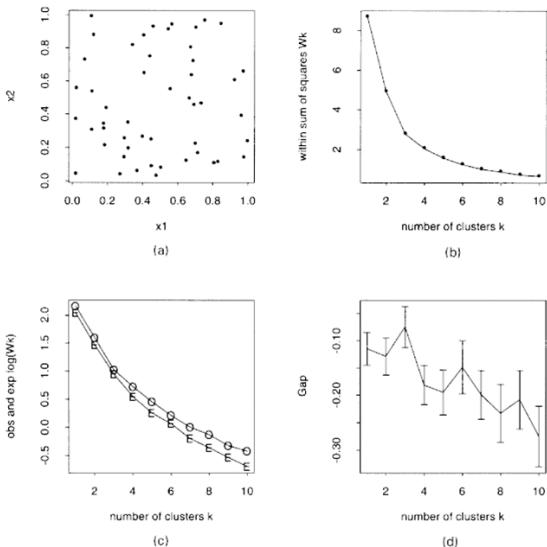 1.0
0.8
0.6
0.4
0.2
0.0
x2
0.0 0.2 0.4 0.6 0.8 1.0
x1
(a)
8
6
4
2
within sum of squares Wk
2 4 6 8 10
number of clusters k
(b)
2.0
1.5
1.0
0.5
0.0
-0.5
obs and exp log(Wk)
O O O O O O O O O O
E E E E E E E E E E
2 4 6 8 10
number of clusters k
(c)
-0.10
-0.20
-0.30
Gap
2 4 6 8 10
number of clusters k
(d)